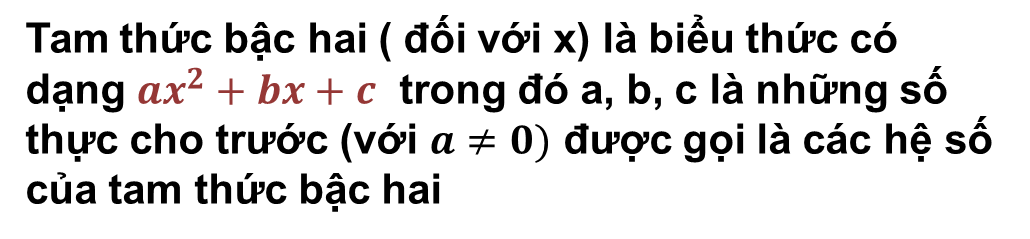 Tam thức bậc hai ( đối với x) là biểu thức có
dạng ax² + bx + c trong đó a, b, c là những số
thực cho trước (với a ≠ 0) được gọi là các hệ số
của tam thức bậc hai